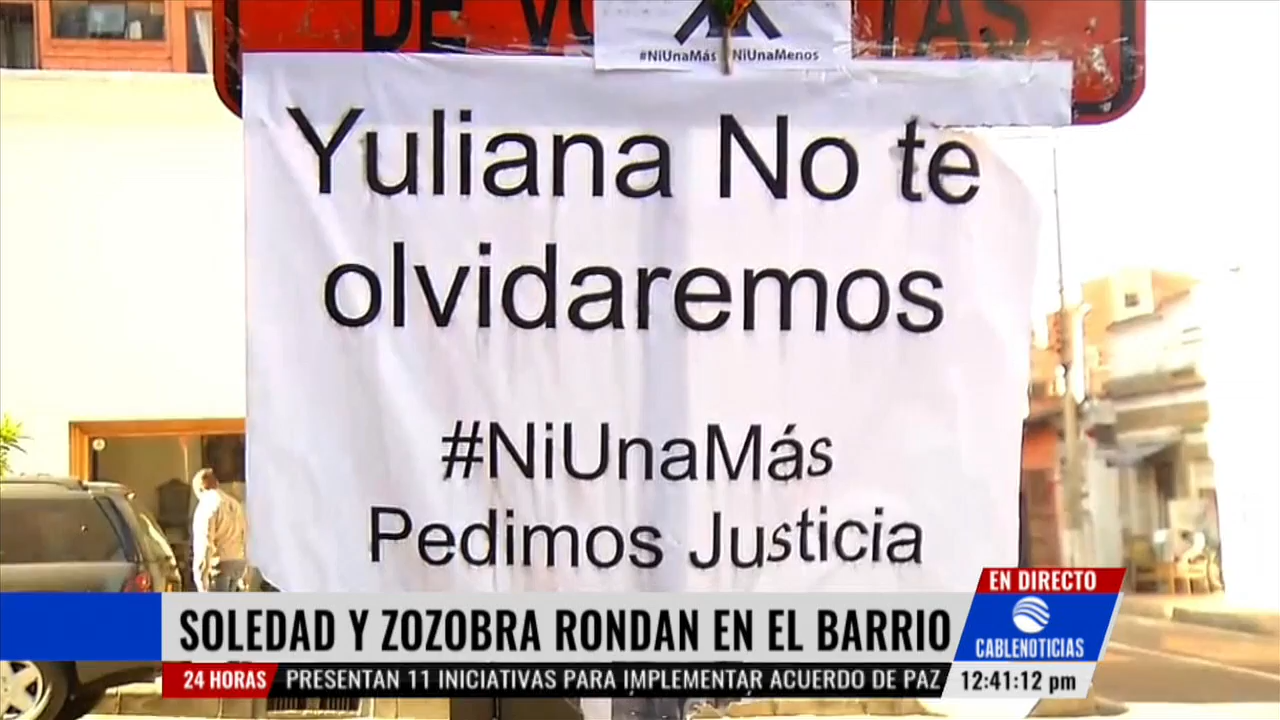 #NiUnaMás NiUnaMenos
Yuliana No te
olvidaremos
#NiUnaMás
Pedimos Justicia
EN DIRECTO
SOLEDAD Y ZOZOBRA RONDAN EN EL BARRIO
CABLENOTICIAS
24 HORAS PRESENTAN 11 INICIATIVAS PARA IMPLEMENTAR ACUERDO DE PAZ
12:41:12 pm